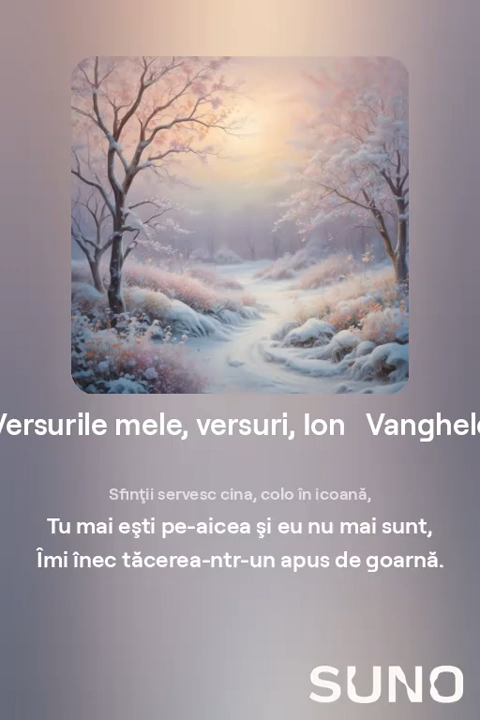 Versurile mele, versuri, Ion Vanghele
Sfinţii servesc cina, colo în icoană,
Tu mai eşti pe-aicea şi eu nu mai sunt,
Îmi înec tăcerea-ntr-un apus de goarnă.
SUNO